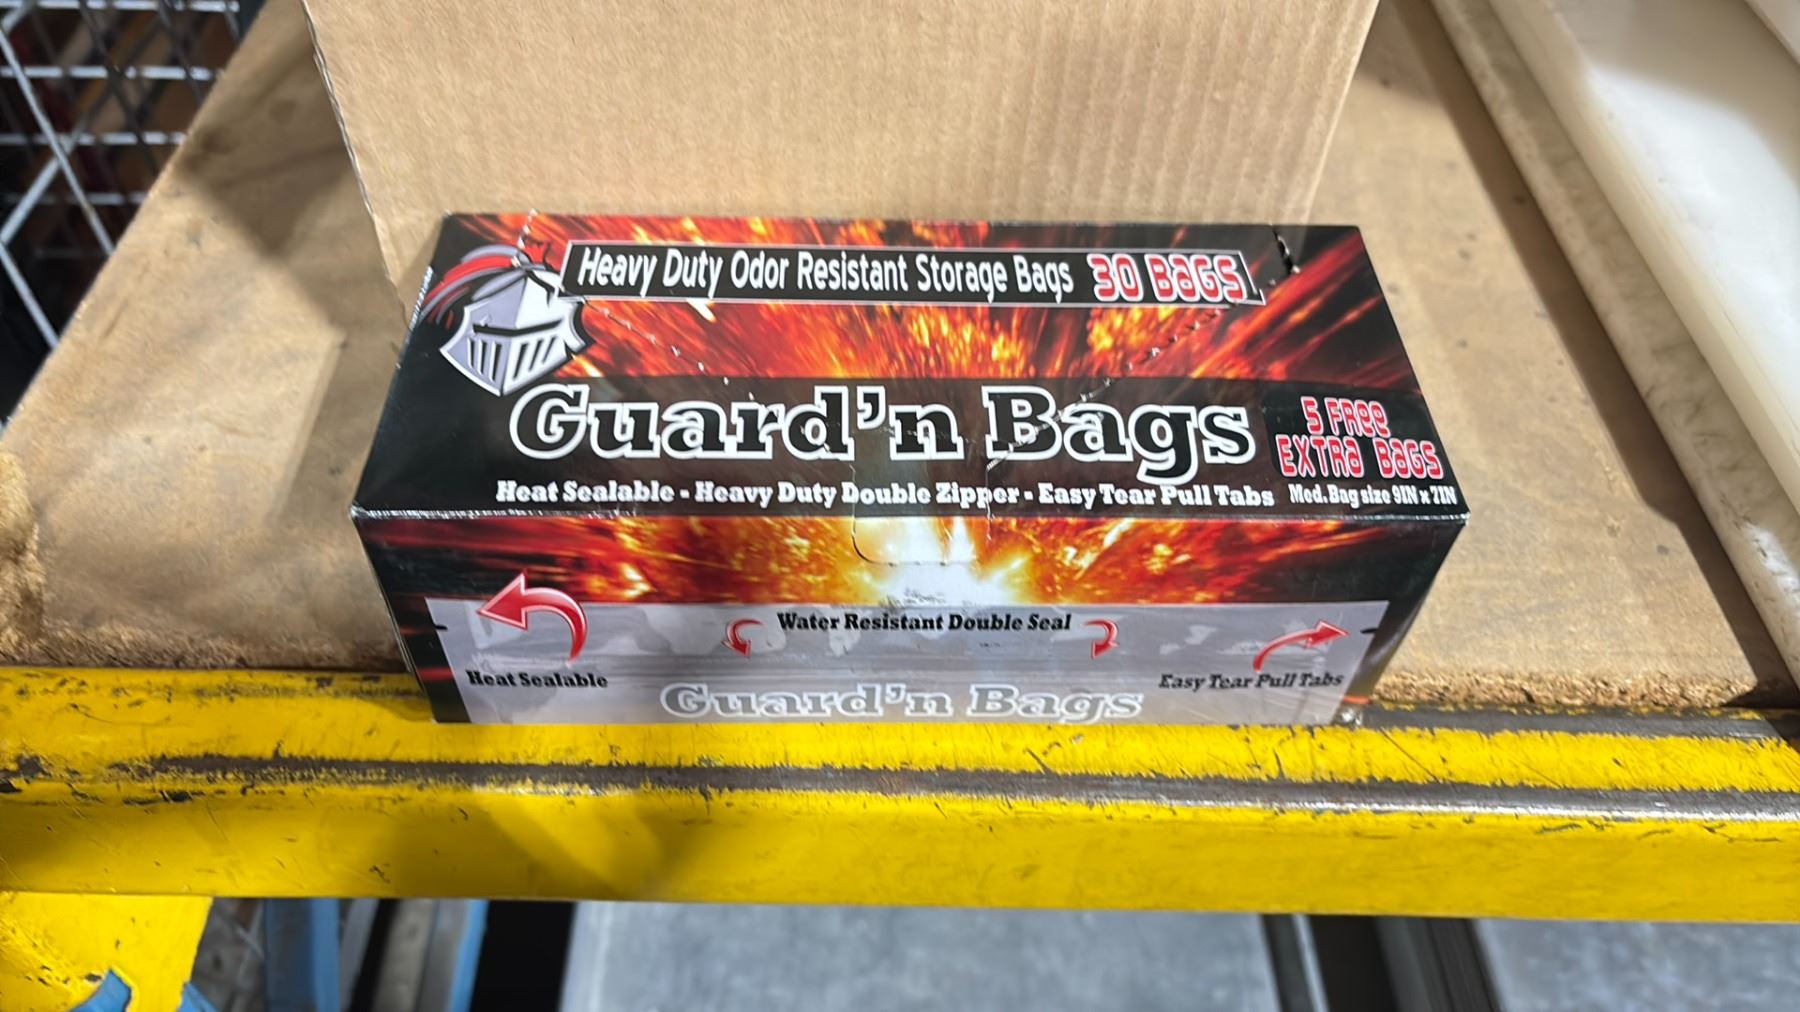 Heavy Duty Odor Resistant Storage Bags 30 BAGS
Guard'n Bags
5 FREE
EXTRA BAGS
Heat Sealable - Heavy Duty Double Zipper - Easy Tear Pull Tabs
Med. Bag size 9IN x 7IN
Water Resistant Double Seal
Heat Sealable
Easy Tear Pull Tabs
Guard'n Bags